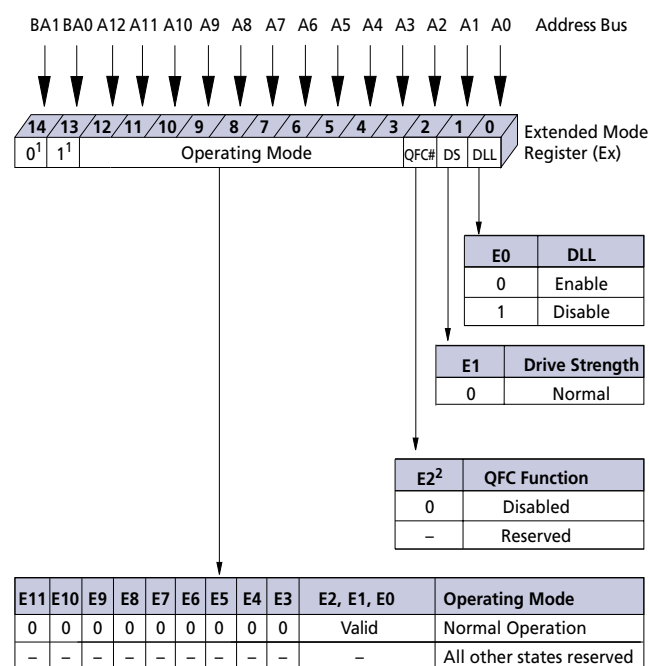 BA1 BA0 A12 A11 A10 A9 A8 A7 A6 A5 A4 A3 A2 A1 A0 Address Bus
14 13 12 11 10 9 8 7 6 5 4 3 2 1 0
0¹ 1¹ Operating Mode QFC# DS DLL
Extended Mode
Register (Ex)
E0 DLL
0 Enable
1 Disable
E1 Drive Strength
0 Normal
E2² QFC Function
0 Disabled
– Reserved
E11 E10 E9 E8 E7 E6 E5 E4 E3 E2, E1, E0 Operating Mode
0 0 0 0 0 0 0 0 0 Valid Normal Operation
– – – – – – – – – – All other states reserved